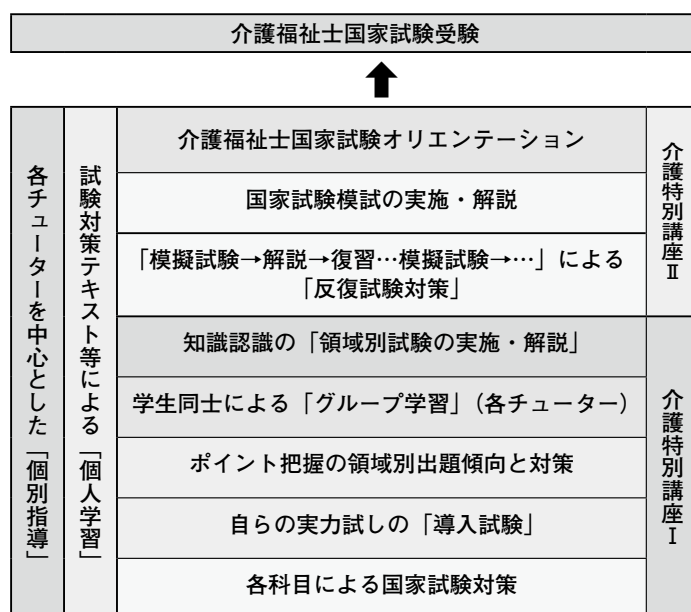 介護福祉士国家試験受験
各チューターを中心とした「個別指導」
試験対策テキスト等による「個人学習」
介護福祉士国家試験オリエンテーション
国家試験模試の実施・解説
「模擬試験→解説→復習…模擬試験→…」による
「反復試験対策」
知識認識の「領域別試験の実施・解説」
学生同士による「グループ学習」(各チューター)
ポイント把握の領域別出題傾向と対策
自らの実力試しの「導入試験」
各科目による国家試験対策
介護特別講座Ⅱ
介護特別講座Ⅰ